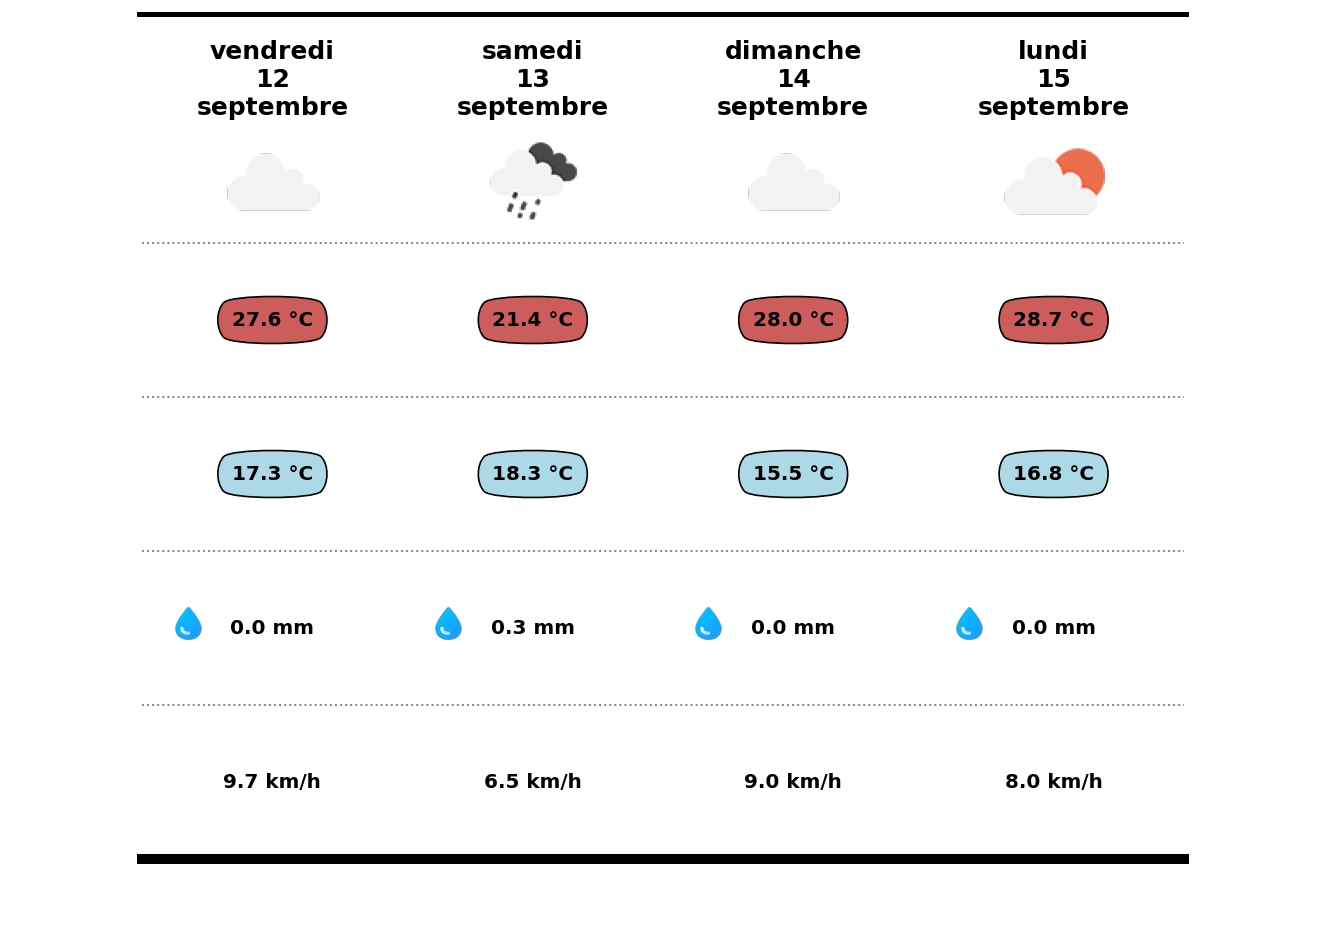 vendredi
12
septembre
samedi
13
septembre
dimanche
14
septembre
lundi
15
septembre
27.6 °C
21.4 °C
28.0 °C
28.7 °C
17.3 °C
18.3 °C
15.5 °C
16.8 °C
0.0 mm
0.3 mm
0.0 mm
0.0 mm
9.7 km/h
6.5 km/h
9.0 km/h
8.0 km/h